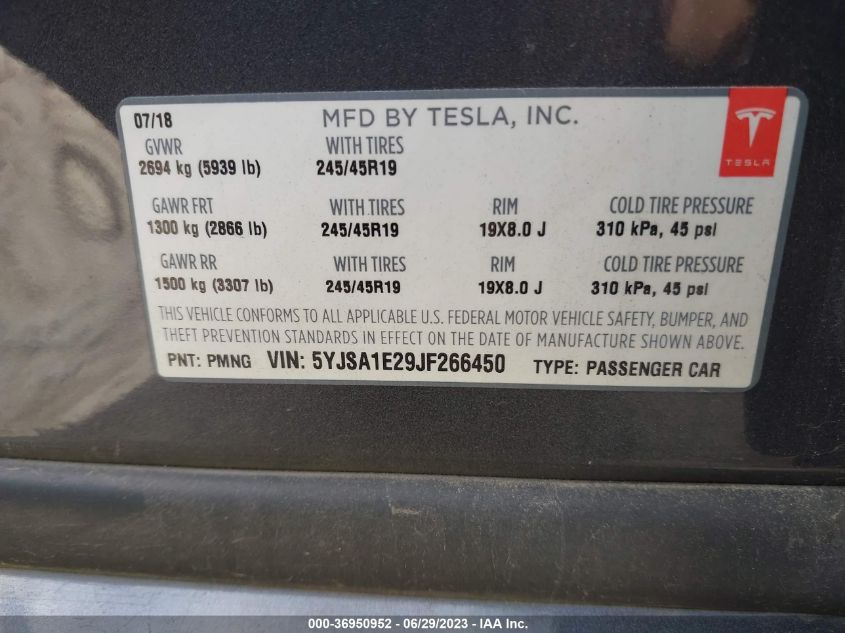 07/18 MFD BY TESLA, INC.
GVWR WITH TIRES
2694 kg (5939 lb) 245/45R19
TESLA
GAWR FRT WITH TIRES RIM COLD TIRE PRESSURE
1300 kg (2866 lb) 245/45R19 19X8.0 J 310 kPa, 45 psi
GAWR RR WITH TIRES RIM COLD TIRE PRESSURE
1500 kg (3307 lb) 245/45R19 19X8.0 J 310 kPa, 45 psi
THIS VEHICLE CONFORMS TO ALL APPLICABLE U.S. FEDERAL MOTOR VEHICLE SAFETY, BUMPER, AND
THEFT PREVENTION STANDARDS IN EFFECT ON THE DATE OF MANUFACTURE SHOWN ABOVE.
PNT: PMNG VIN: 5YJSA1E29JF266450 TYPE: PASSENGER CAR
000-36950952 - 06/29/2023 - IAA Inc.